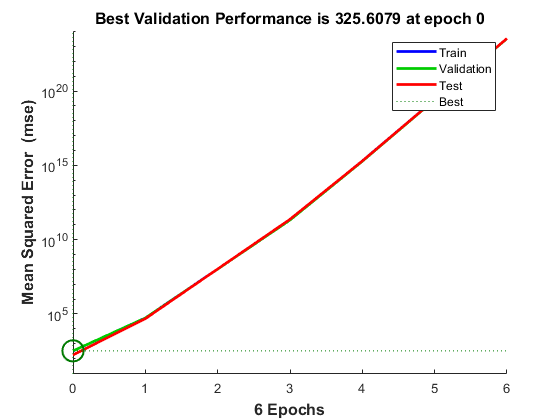 Best Validation Performance is 325.6079 at epoch 0
Mean Squared Error (mse)
10^20
10^15
10^10
10^5
Train
Validation
Test
Best
0 1 2 3 4 5 6
6 Epochs